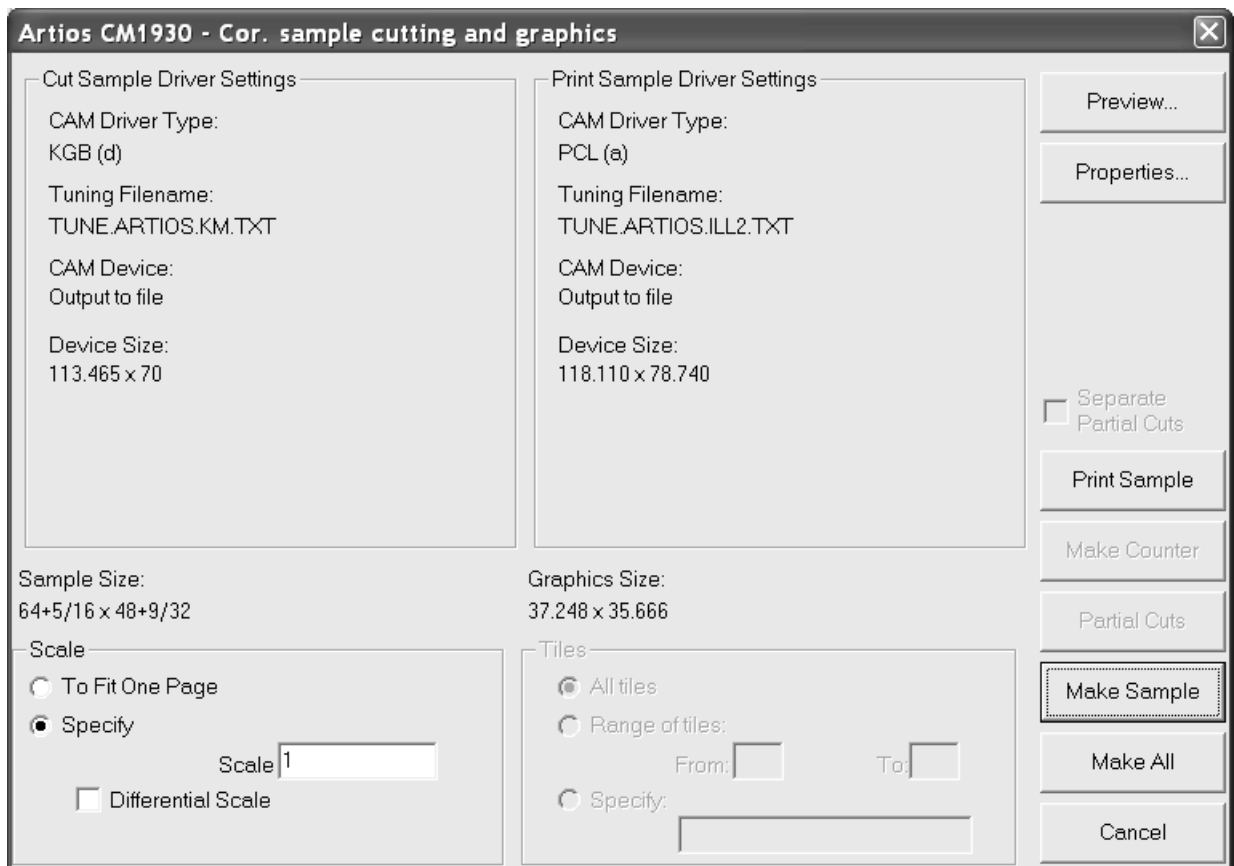 Artios CM1930 - Cor. sample cutting and graphics
Cut Sample Driver Settings
CAM Driver Type:
KGB (d)
Tuning Filename:
TUNE.ARTIOS.KM.TXT
CAM Device:
Output to file
Device Size:
113.465 x 70
Print Sample Driver Settings
CAM Driver Type:
PCL (a)
Tuning Filename:
TUNE.ARTIOS.ILL2.TXT
CAM Device:
Output to file
Device Size:
118.110 x 78.740
Sample Size:
64+5/16 x 48+9/32
Graphics Size:
37.248 x 35.666
Scale
To Fit One Page
Specify
Scale 1
Differential Scale
Tiles
All tiles
Range of tiles:
From: To:
Specify:
Preview...
Properties...
Separate
Partial Cuts
Print Sample
Make Counter
Partial Cuts
Make Sample
Make All
Cancel